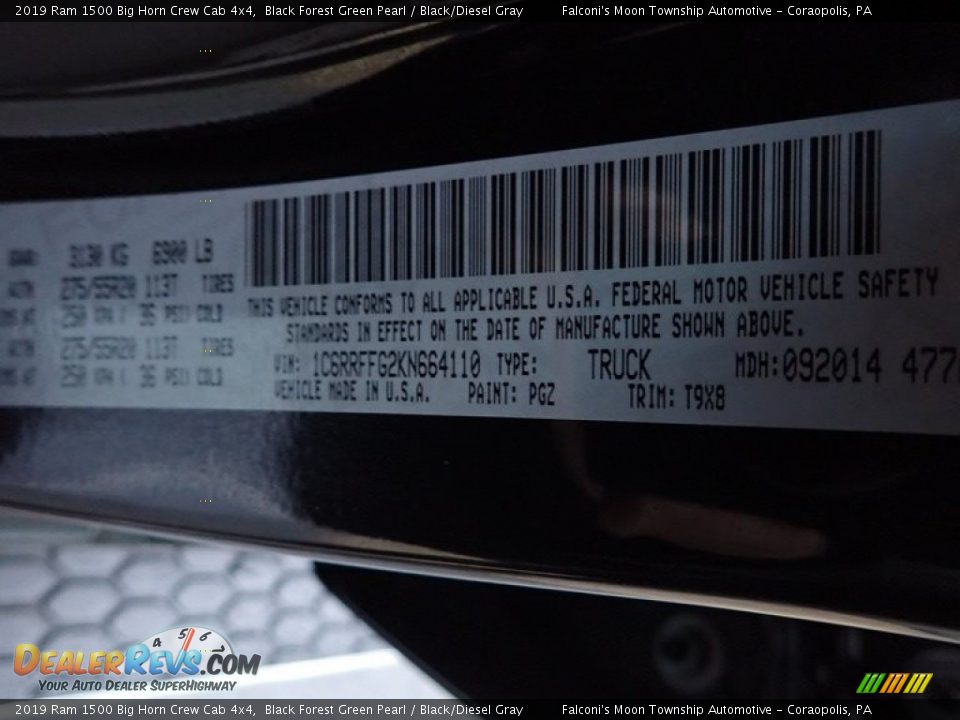 2019 Ram 1500 Big Horn Crew Cab 4x4, Black Forest Green Pearl / Black/Diesel Gray Falconi's Moon Township Automotive - Coraopolis, PA
3130 KG 6900 LB
275/55R20 113T TIRES
250 KPA ( 36 PSI) COLD
275/55R20 113T TIRES
250 KPA ( 36 PSI) COLD
THIS VEHICLE CONFORMS TO ALL APPLICABLE U.S.A. FEDERAL MOTOR VEHICLE SAFETY
STANDARDS IN EFFECT ON THE DATE OF MANUFACTURE SHOWN ABOVE.
VIN: 1C6RRFFG2KN664110 TYPE: TRUCK MDH:092014 477
VEHICLE MADE IN U.S.A. PAINT: PGZ TRIM: T9X8
4 5 6
DEALERREVS.COM
YOUR AUTO DEALER SUPERHIGHWAY
2019 Ram 1500 Big Horn Crew Cab 4x4, Black Forest Green Pearl / Black/Diesel Gray Falconi's Moon Township Automotive - Coraopolis, PA